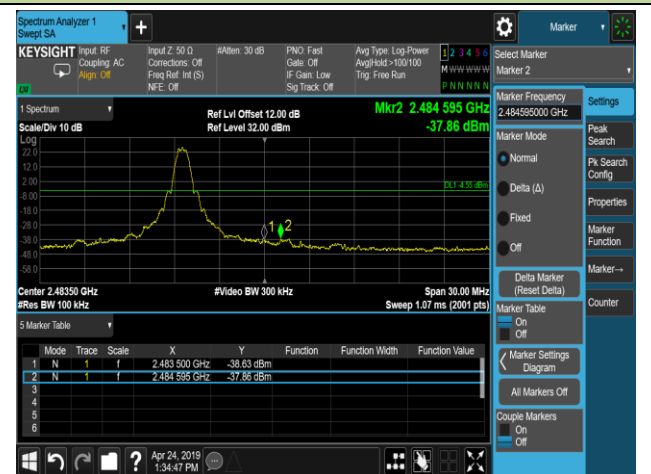 Spectrum Analyzer 1
Swept SA
+
Marker
KEYSIGHT
Input: RF
Coupling: AC
Align: Off
Input Z: 50 Ω
Corrections: Off
Freq Ref: Int (S)
NFE: Off
#Atten: 30 dB
PNO: Fast
Gate: Off
IF Gain: Low
Sig Track: Off
Avg Type: Log-Power
Avg|Hold:>100/100
Trig: Free Run
1 2 3 4 5 6
M W W W W W
P N N N N N
LW
Select Marker
Marker 2
1 Spectrum
Scale/Div 10 dB
Log
Ref Lvl Offset 12.00 dB
Ref Level 32.00 dBm
Mkr2 2.484 595 GHz
-37.86 dBm
22.0
12.0
2.00
-8.00
-18.0
-28.0
-38.0
-48.0
-58.0
DL1 -4.55 dBm
1
2
Center 2.48350 GHz
#Res BW 100 kHz
#Video BW 300 kHz
Span 30.00 MHz
Sweep 1.07 ms (2001 pts)
5 Marker Table
Mode Trace Scale X Y Function Function Width Function Value
1 N 1 f 2.483 500 GHz -38.63 dBm
2 N 1 f 2.484 595 GHz -37.86 dBm
3
4
5
6
Marker Frequency
2.484595000 GHz
Marker Mode
Normal
Delta (Δ)
Fixed
Off
Delta Marker
(Reset Delta)
Marker Table
On
Off
Marker Settings
Diagram
All Markers Off
Couple Markers
On
Off
Settings
Peak
Search
Pk Search
Config
Properties
Marker
Function
Marker→
Counter
?
Apr 24, 2019
1:34:47 PM